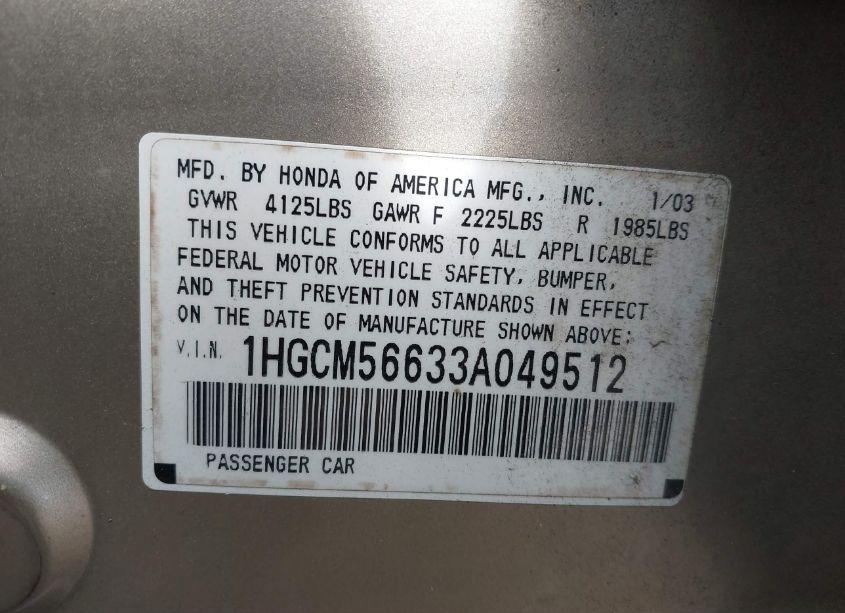 MFD. BY HONDA OF AMERICA MFG., INC. 1/03
GVWR 4125LBS GAWR F 2225LBS R 1985LBS
THIS VEHICLE CONFORMS TO ALL APPLICABLE
FEDERAL MOTOR VEHICLE SAFETY, BUMPER,
AND THEFT PREVENTION STANDARDS IN EFFECT
ON THE DATE OF MANUFACTURE SHOWN ABOVE:
V.I.N. 1HGCM56633A049512
PASSENGER CAR